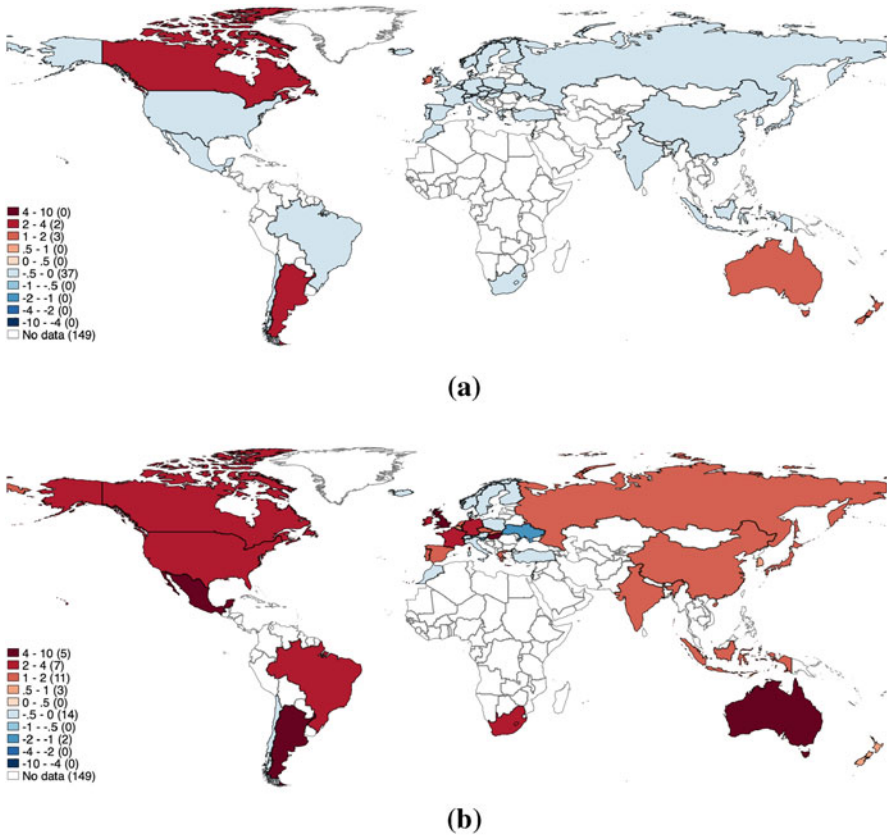 4 - 10 (0)
2 - 4 (2)
1 - 2 (3)
.5 - 1 (0)
0 - .5 (0)
-.5 - 0 (37)
-1 - -.5 (0)
-2 - -1 (0)
-4 - -2 (0)
-10 - -4 (0)
No data (149)
(a)
4 - 10 (5)
2 - 4 (7)
1 - 2 (11)
.5 - 1 (3)
0 - .5 (0)
-.5 - 0 (14)
-1 - -.5 (0)
-2 - -1 (2)
-4 - -2 (0)
-10 - -4 (0)
No data (149)
(b)